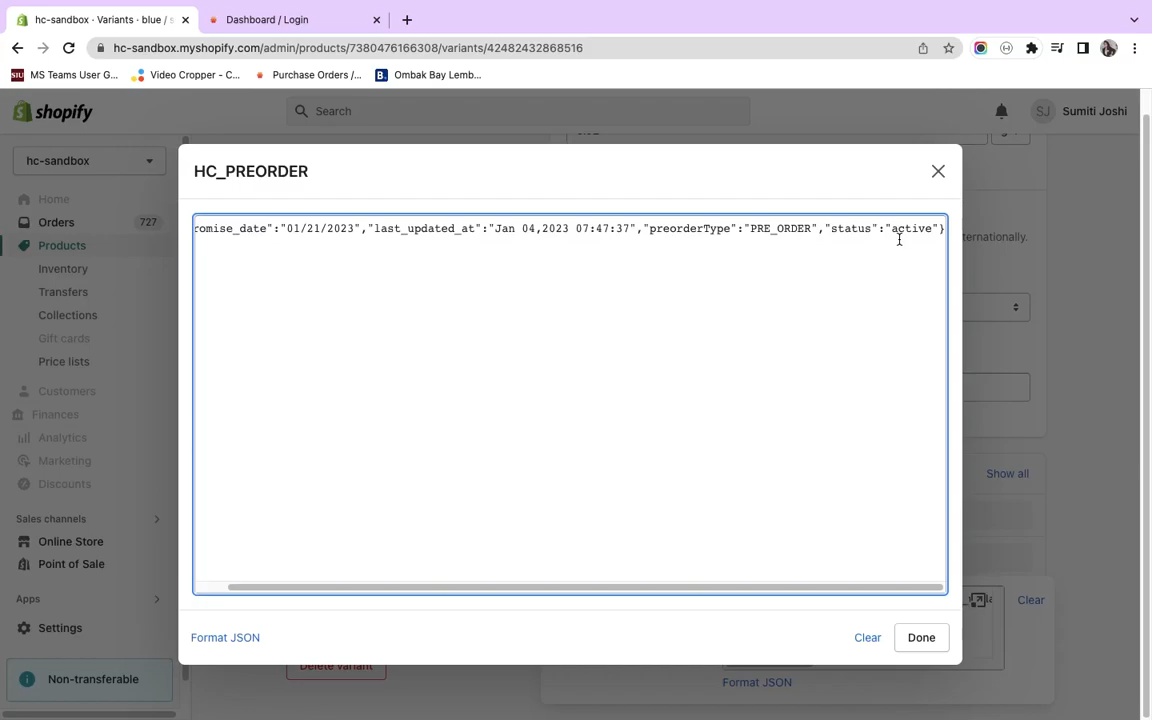 hc-sandbox · Variants · blue / s
Dashboard / Login
hc-sandbox.myshopify.com/admin/products/7380476166308/variants/42482432868516
SIU
MS Teams User G...
Video Cropper - C...
Purchase Orders /...
B.
Ombak Bay Lemb...
shopify
Search
SJ
Sumiti Joshi
hc-sandbox
Home
Orders
727
Products
Inventory
Transfers
Collections
Gift cards
Price lists
Customers
Finances
Analytics
Marketing
Discounts
Sales channels
Online Store
Point of Sale
Apps
Settings
Non-transferable
HC_PREORDER
romise_date":"01/21/2023","last_updated_at":"Jan 04,2023 07:47:37","preorderType":"PRE_ORDER","status":"active"}
Format JSON
Clear
Done
ternationally.
Show all
Clear
Delete variant
Format JSON